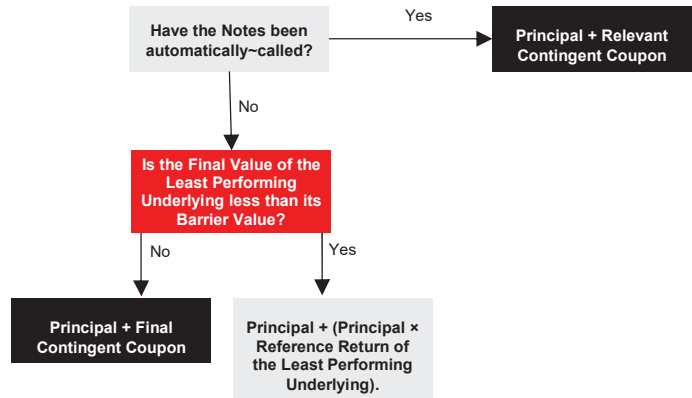 Have the Notes been
automatically~called?
Yes
Principal + Relevant
Contingent Coupon
No
Is the Final Value of the
Least Performing
Underlying less than its
Barrier Value?
No
Yes
Principal + Final
Contingent Coupon
Principal + (Principal ×
Reference Return of
the Least Performing
Underlying).